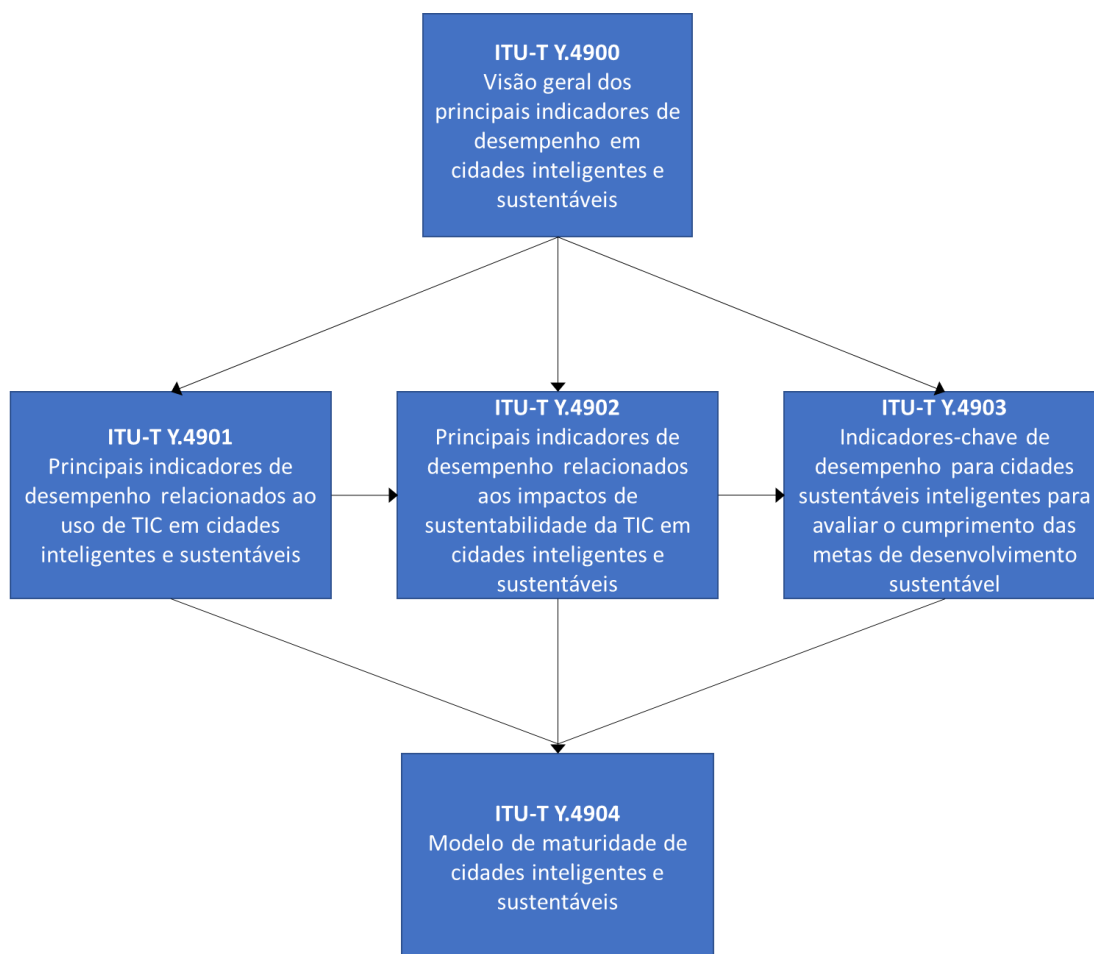 ITU-T Y.4900
Visão geral dos
principais indicadores de
desempenho em
cidades inteligentes e
sustentáveis
ITU-T Y.4901
Principais indicadores de
desempenho relacionados ao
uso de TIC em cidades
inteligentes e sustentáveis
ITU-T Y.4902
Principais indicadores de
desempenho relacionados
aos impactos de
sustentabilidade da TIC em
cidades inteligentes e
sustentáveis
ITU-T Y.4903
Indicadores-chave de
desempenho para cidades
sustentáveis inteligentes para
avaliar o cumprimento das
metas de desenvolvimento
sustentável
ITU-T Y.4904
Modelo de maturidade de
cidades inteligentes e
sustentáveis